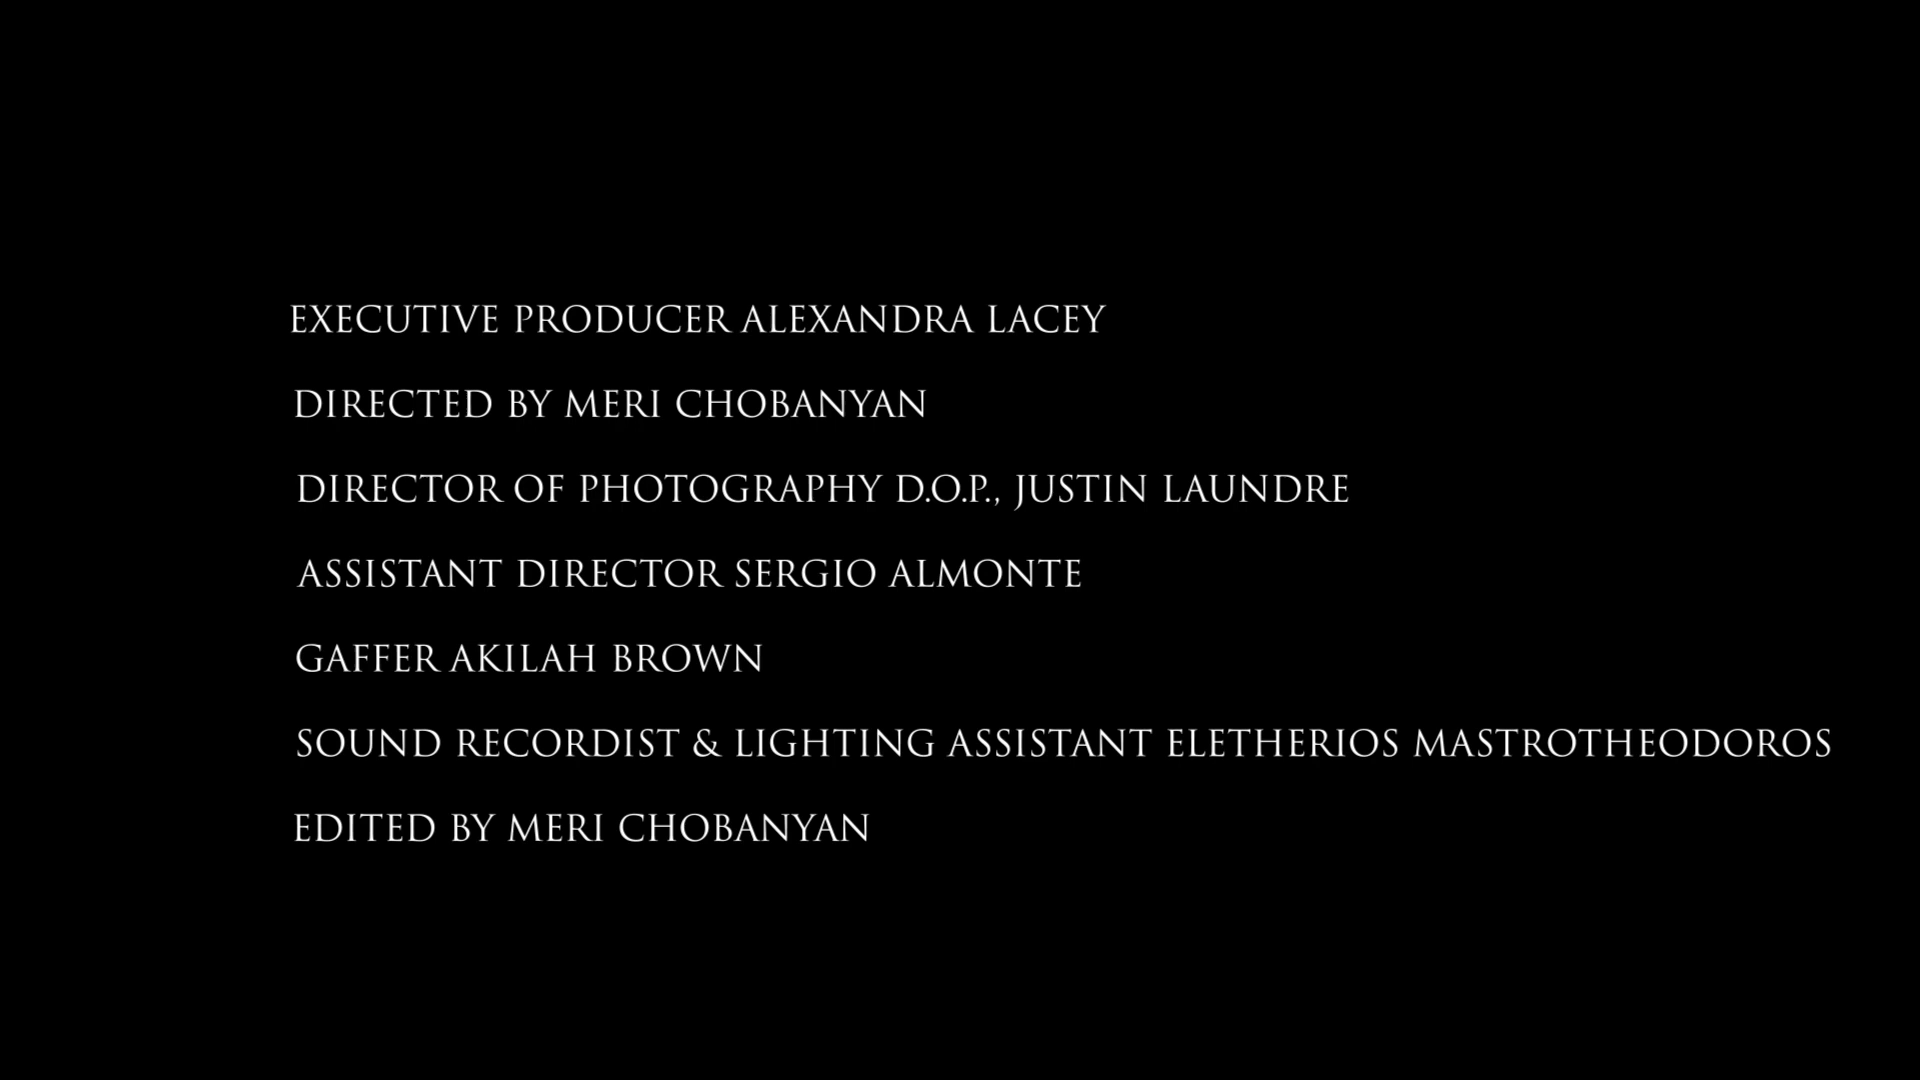 EXECUTIVE PRODUCER ALEXANDRA LACEY
DIRECTED BY MERI CHOBANYAN
DIRECTOR OF PHOTOGRAPHY D.O.P., JUSTIN LAUNDRE
ASSISTANT DIRECTOR SERGIO ALMONTE
GAFFER AKILAH BROWN
SOUND RECORDIST & LIGHTING ASSISTANT ELETHERIOS MASTROTHEODOROS
EDITED BY MERI CHOBANYAN